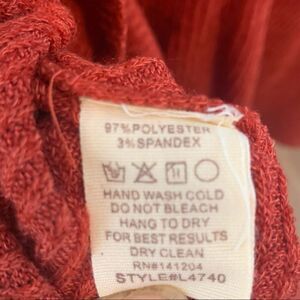 97%POLYESTER
3%SPANDEX
HAND WASH COLD
DO NOT BLEACH
HANG TO DRY
FOR BEST RESULTS
DRY CLEAN
RN#141204
STYLE#L4740